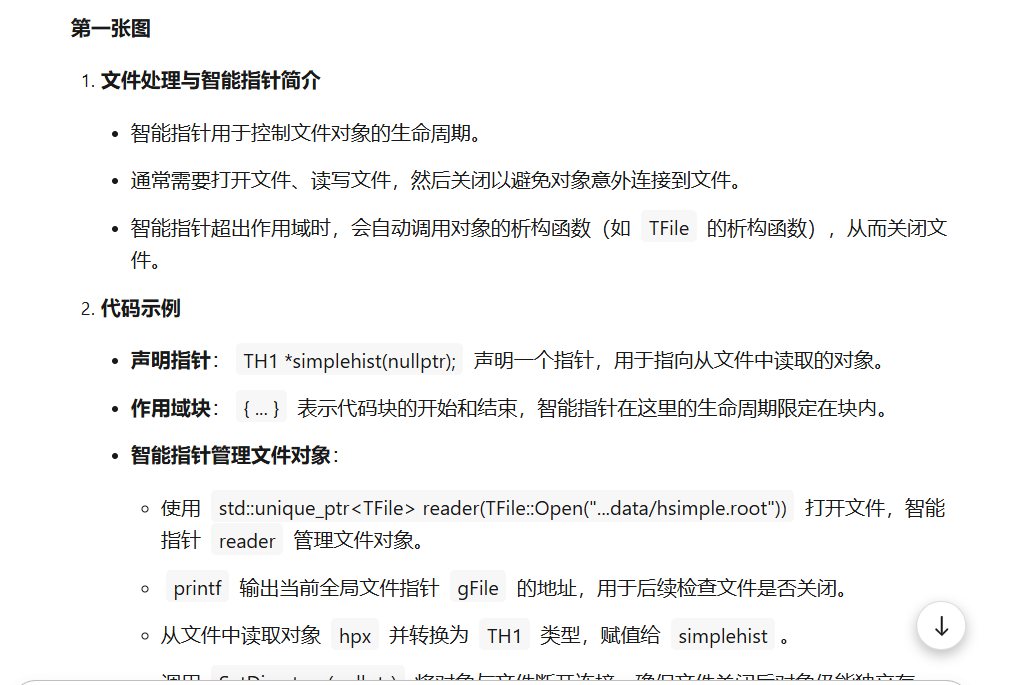 第一张图
1. 文件处理与智能指针简介
• 智能指针用于控制文件对象的生命周期。
• 通常需要打开文件、读写文件，然后关闭以避免对象意外连接到文件。
• 智能指针超出作用域时，会自动调用对象的析构函数（如 TFile 的析构函数），从而关闭文
件。
2. 代码示例
• 声明指针： TH1 *simplehist(nullptr); 声明一个指针，用于指向从文件中读取的对象。
• 作用域块： { ... } 表示代码块的开始和结束，智能指针在这里的生命周期限定在块内。
• 智能指针管理文件对象：
◦ 使用 std::unique_ptr<TFile> reader(TFile::Open("...data/hsimple.root")) 打开文件，智能
指针 reader 管理文件对象。
◦ printf 输出当前全局文件指针 gFile 的地址，用于后续检查文件是否关闭。
◦ 从文件中读取对象 hpx 并转换为 TH1 类型，赋值给 simplehist 。